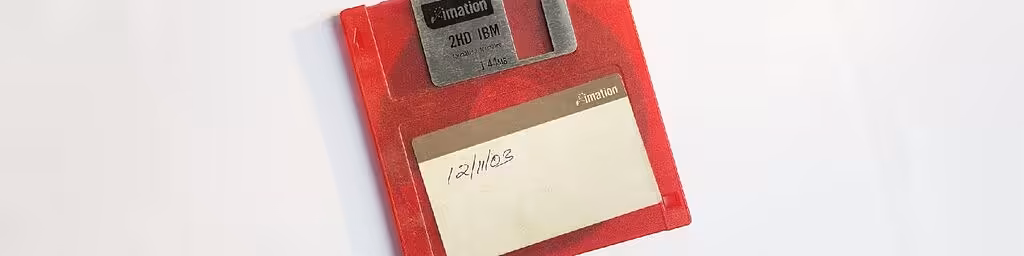 imation
2HD IBM
1.44MB
imation
12/11/03